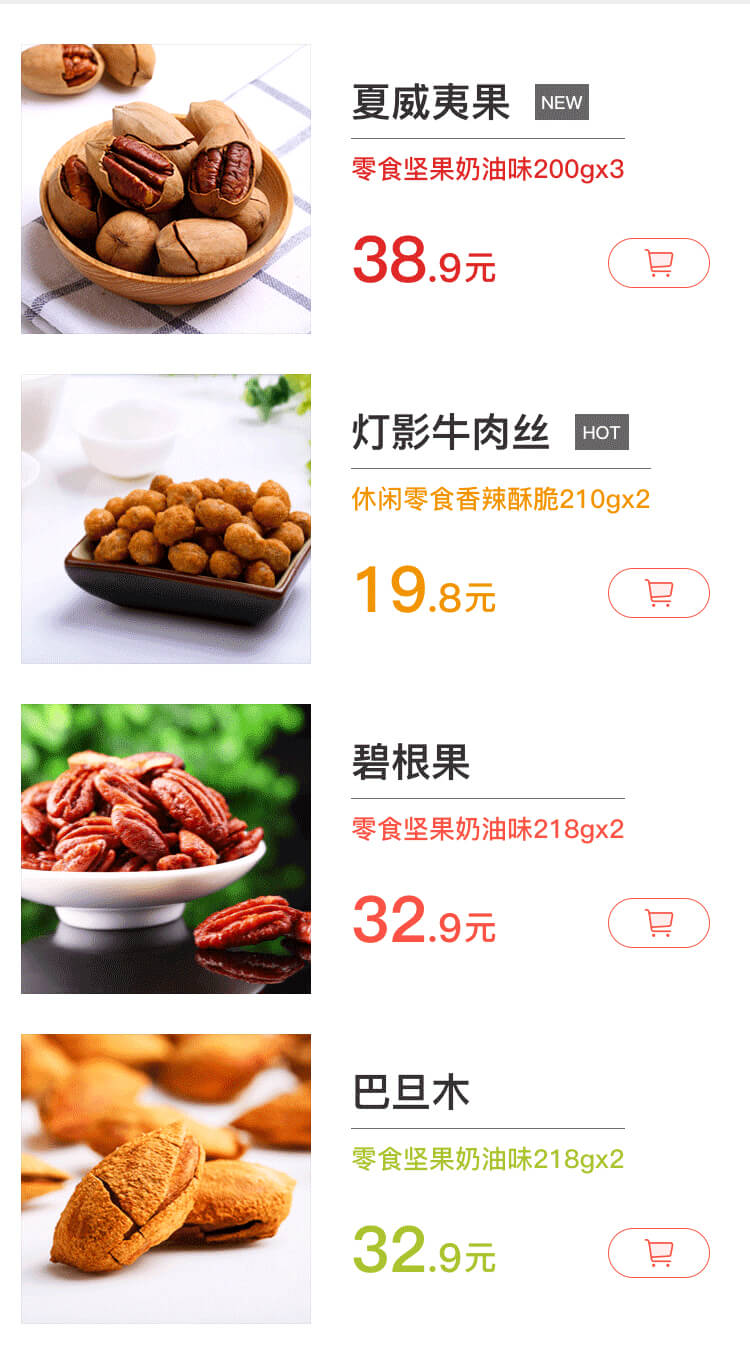 夏威夷果 NEW
零食坚果奶油味200gx3
38.9元
灯影牛肉丝 HOT
休闲零食香辣酥脆210gx2
19.8元
碧根果
零食坚果奶油味218gx2
32.9元
巴旦木
零食坚果奶油味218gx2
32.9元